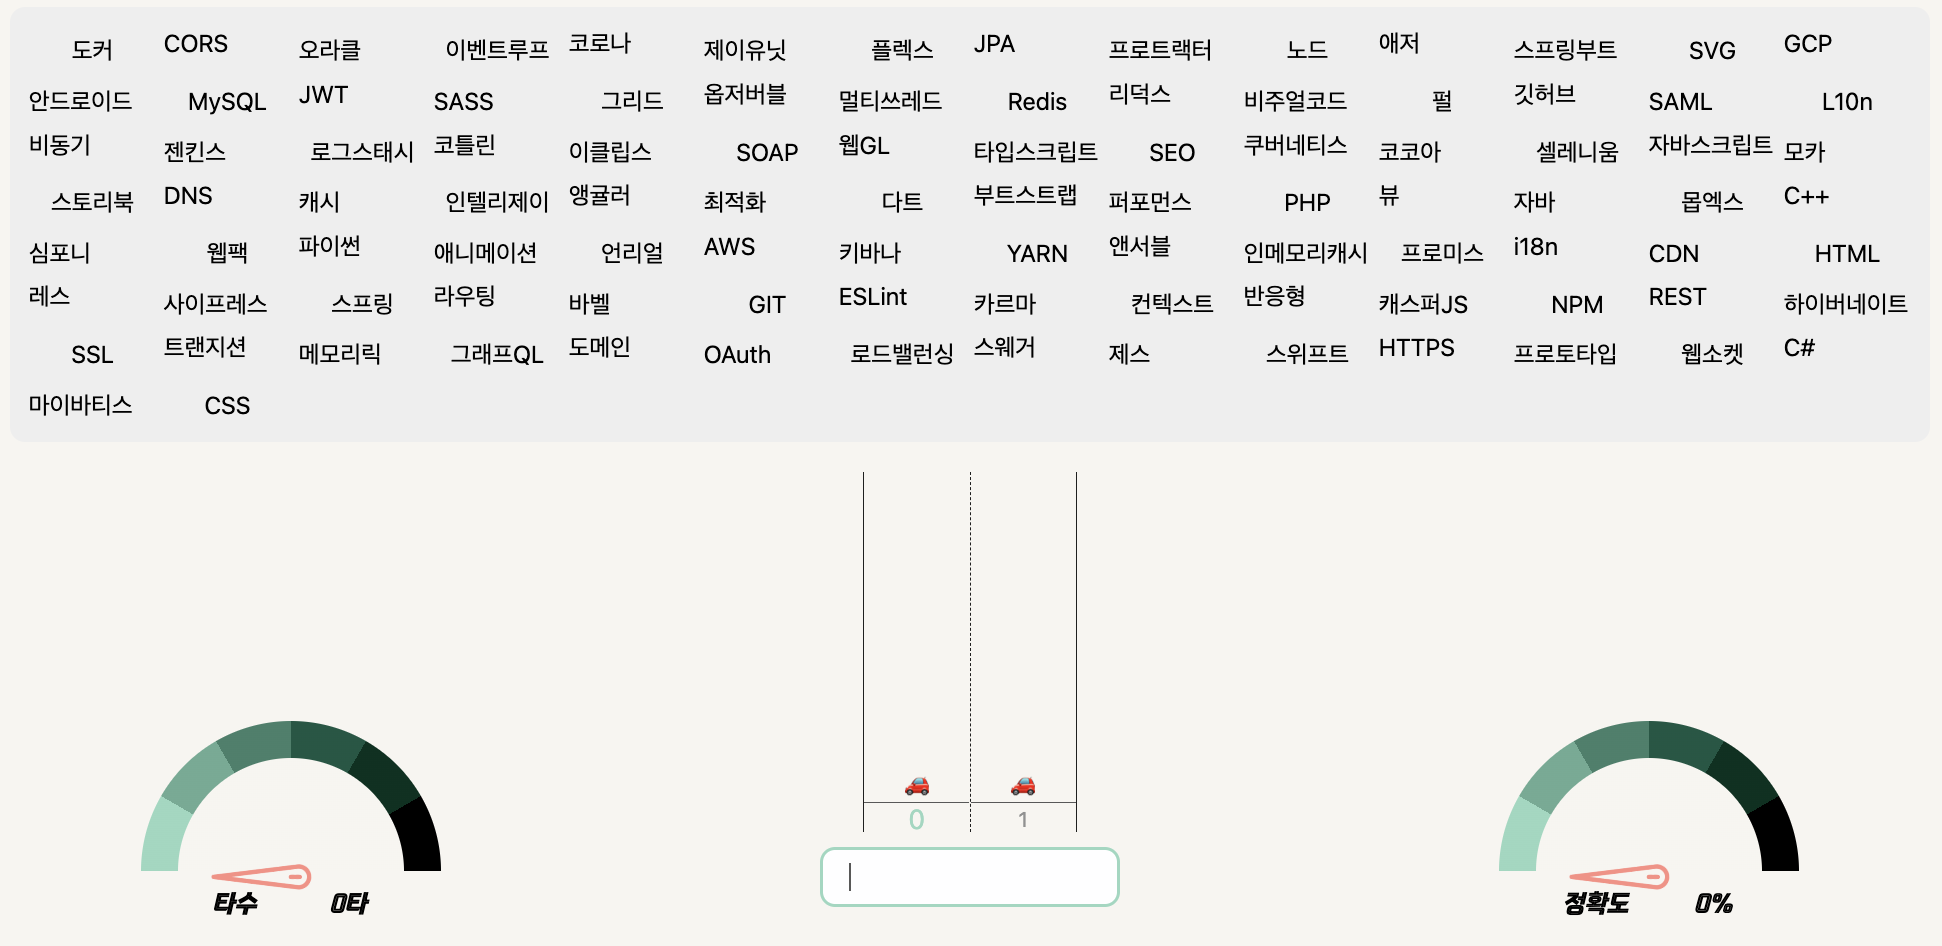 도커 CORS 오라클 이벤트루프 코로나 제이유닛 플렉스 JPA 프로트랙터 노드 애저 스프링부트 SVG GCP
안드로이드 MySQL JWT SASS 그리드 옵저버블 멀티쓰레드 Redis 리덕스 비주얼코드 펄 깃허브 SAML L10n
비동기 젠킨스 로그스태시 코틀린 이클립스 SOAP 웹GL 타입스크립트 SEO 쿠버네티스 코코아 셀레니움 자바스크립트 모카
스토리북 DNS 캐시 인텔리제이 앵귤러 최적화 다트 부트스트랩 퍼포먼스 PHP 뷰 자바 몹엑스 C++
심포니 웹팩 파이썬 애니메이션 언리얼 AWS 키바나 YARN 앤서블 인메모리캐시 프로미스 i18n CDN HTML
레스 사이프레스 스프링 라우팅 바벨 GIT ESLint 카르마 컨텍스트 반응형 캐스퍼JS NPM REST 하이버네이트
SSL 트랜지션 메모리릭 그래프QL 도메인 OAuth 로드밸런싱 스웨거 제스 스위프트 HTTPS 프로토타입 웹소켓 C#
마이바티스 CSS
0 1
타수 0타
정확도 0%